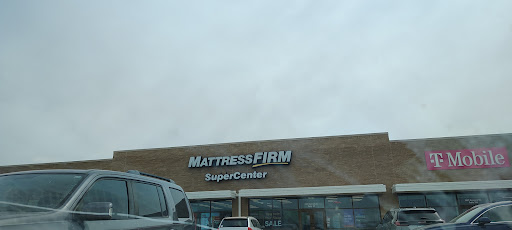 MATTRESSFIRM
SUPERCENTER
T Mobile
SALE